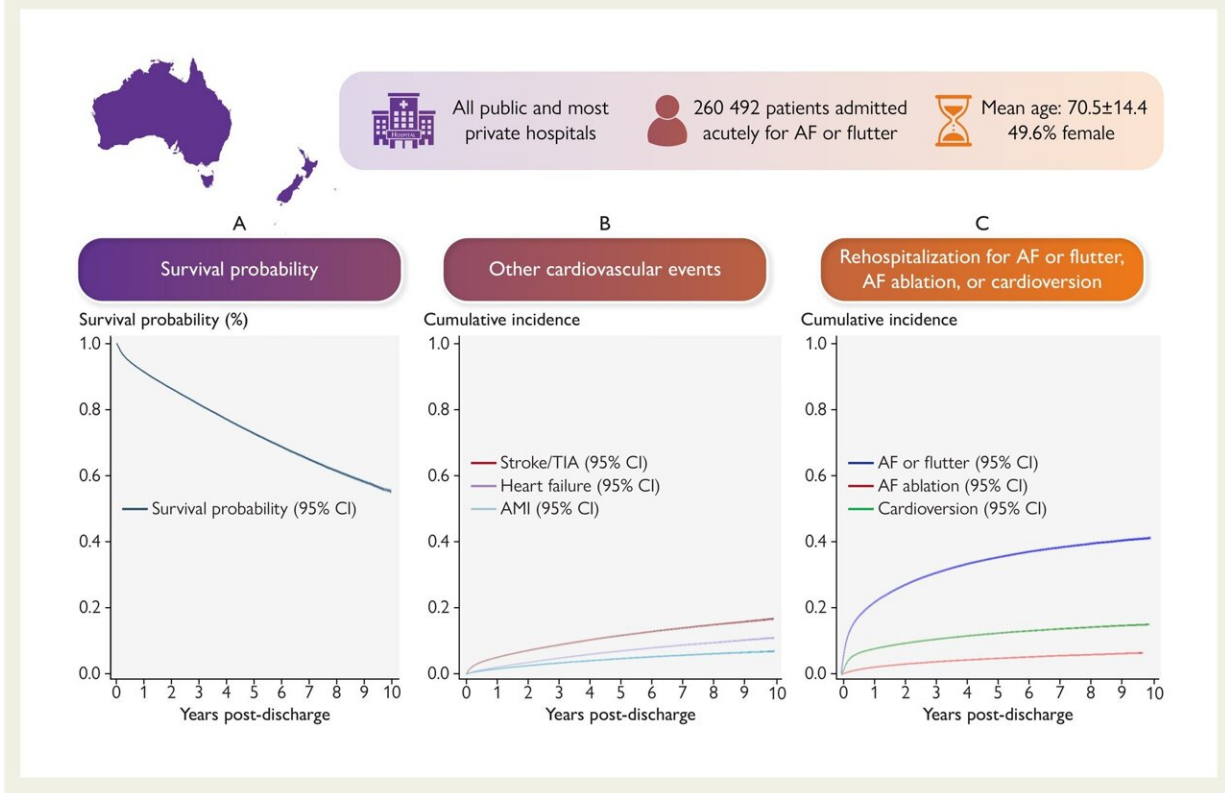 HOSPITAL
All public and most
private hospitals
260 492 patients admitted
acutely for AF or flutter
Mean age: 70.5±14.4
49.6% female
A
Survival probability
Survival probability (%)
1.0
0.8
0.6
0.4
0.2
0.0
Survival probability (95% CI)
0 1 2 3 4 5 6 7 8 9 10
Years post-discharge
B
Other cardiovascular events
Cumulative incidence
1.0
0.8
0.6
0.4
0.2
0.0
Stroke/TIA (95% CI)
Heart failure (95% CI)
AMI (95% CI)
0 1 2 3 4 5 6 7 8 9 10
Years post-discharge
C
Rehospitalization for AF or flutter,
AF ablation, or cardioversion
Cumulative incidence
1.0
0.8
0.6
0.4
0.2
0.0
AF or flutter (95% CI)
AF ablation (95% CI)
Cardioversion (95% CI)
0 1 2 3 4 5 6 7 8 9 10
Years post-discharge